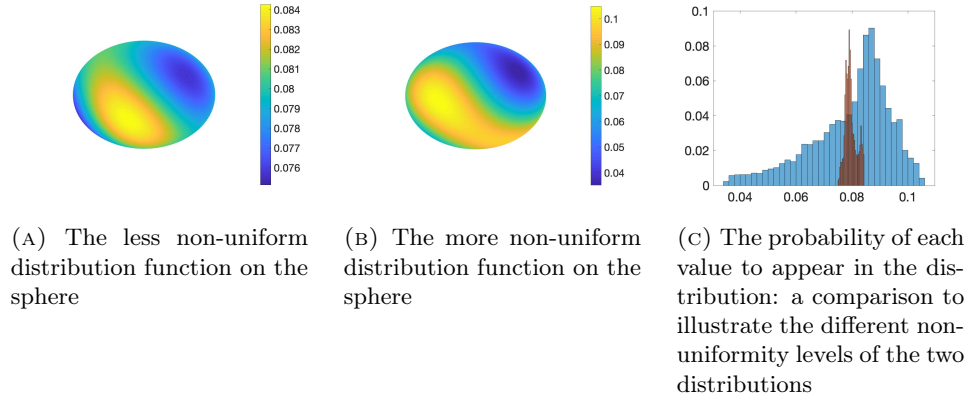 0.084
0.083
0.082
0.081
0.08
0.079
0.078
0.077
0.076
0.1
0.09
0.08
0.07
0.06
0.05
0.04
0.1
0.08
0.06
0.04
0.02
0
0.04 0.06 0.08 0.1
(A) The less non-uniform
distribution function on the
sphere
(B) The more non-uniform
distribution function on the
sphere
(C) The probability of each
value to appear in the dis-
tribution: a comparison to
illustrate the different non-
uniformity levels of the two
distributions